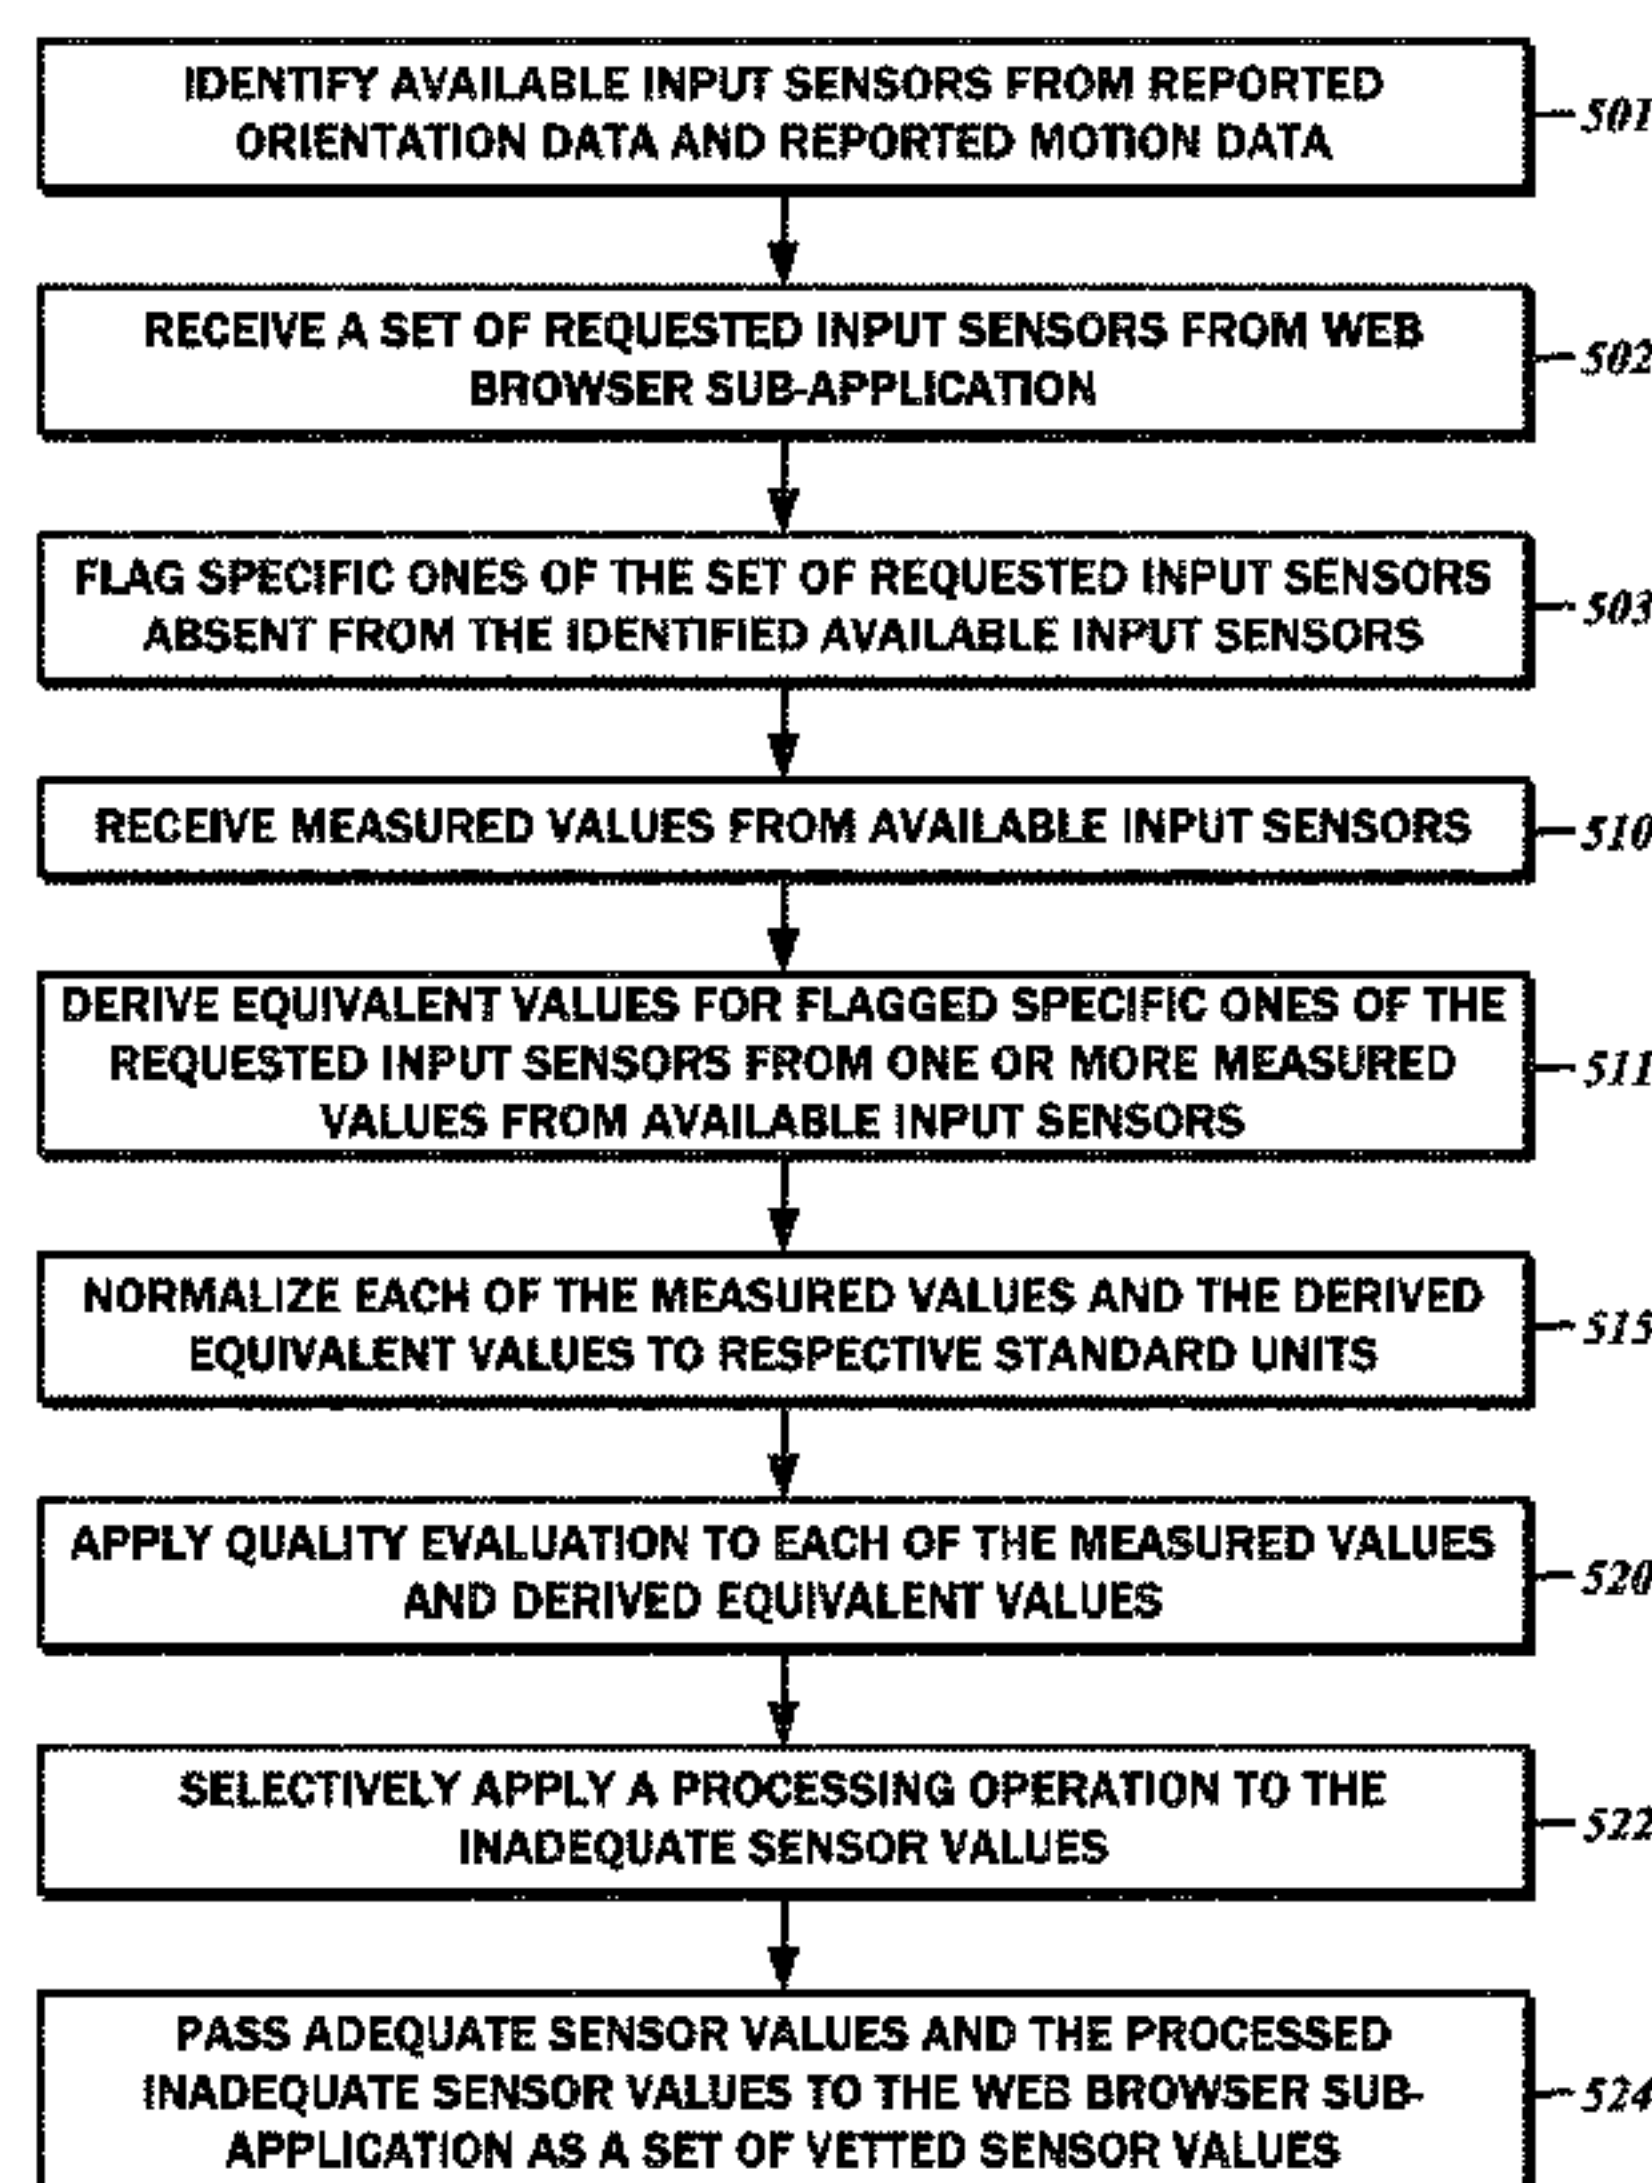 IDENTIFY AVAILABLE INPUT SENSORS FROM REPORTED
ORIENTATION DATA AND REPORTED MOTION DATA
501
RECEIVE A SET OF REQUESTED INPUT SENSORS FROM WEB
BROWSER SUB-APPLICATION
502
FLAG SPECIFIC ONES OF THE SET OF REQUESTED INPUT SENSORS
ABSENT FROM THE IDENTIFIED AVAILABLE INPUT SENSORS
503
RECEIVE MEASURED VALUES FROM AVAILABLE INPUT SENSORS
510
DERIVE EQUIVALENT VALUES FOR FLAGGED SPECIFIC ONES OF THE
REQUESTED INPUT SENSORS FROM ONE OR MORE MEASURED
VALUES FROM AVAILABLE INPUT SENSORS
511
NORMALIZE EACH OF THE MEASURED VALUES AND THE DERIVED
EQUIVALENT VALUES TO RESPECTIVE STANDARD UNITS
515
APPLY QUALITY EVALUATION TO EACH OF THE MEASURED VALUES
AND DERIVED EQUIVALENT VALUES
520
SELECTIVELY APPLY A PROCESSING OPERATION TO THE
INADEQUATE SENSOR VALUES
522
PASS ADEQUATE SENSOR VALUES AND THE PROCESSED
INADEQUATE SENSOR VALUES TO THE WEB BROWSER SUB-
APPLICATION AS A SET OF VETTED SENSOR VALUES
524